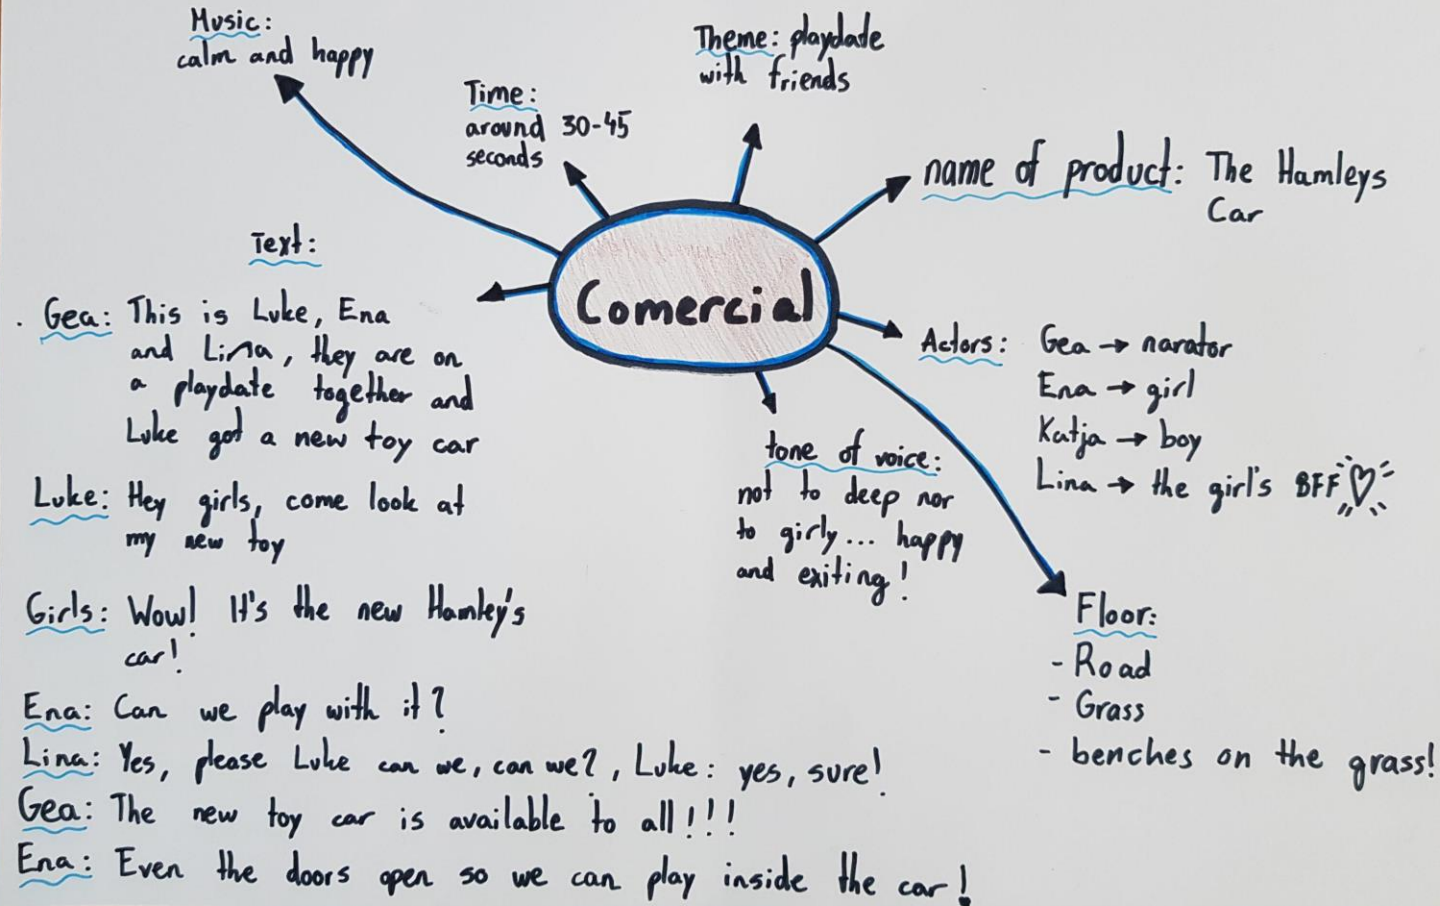 Music:
calm and happy
Time:
around 30-45
seconds
Theme: playdate
with friends
name of product: The Hamleys
Car
Comercial
Text:
Gea: This is Luke, Ena
and Lina, they are on
a playdate together and
Luke got a new toy car
Luke: Hey girls, come look at
my new toy
Girls: Wow! It's the new Hamley's
car!
Ena: Can we play with it?
Lina: Yes, please Luke can we, can we?, Luke: yes, sure!
Gea: The new toy car is available to all!!!
Ena: Even the doors open so we can play inside the car!
tone of voice:
not to deep nor
to girly... happy
and exiting!
Actors: Gea → narator
Ena → girl
Katja → boy
Lina → the girl's BFF ♡
Floor:
- Road
- Grass
- benches on the grass!